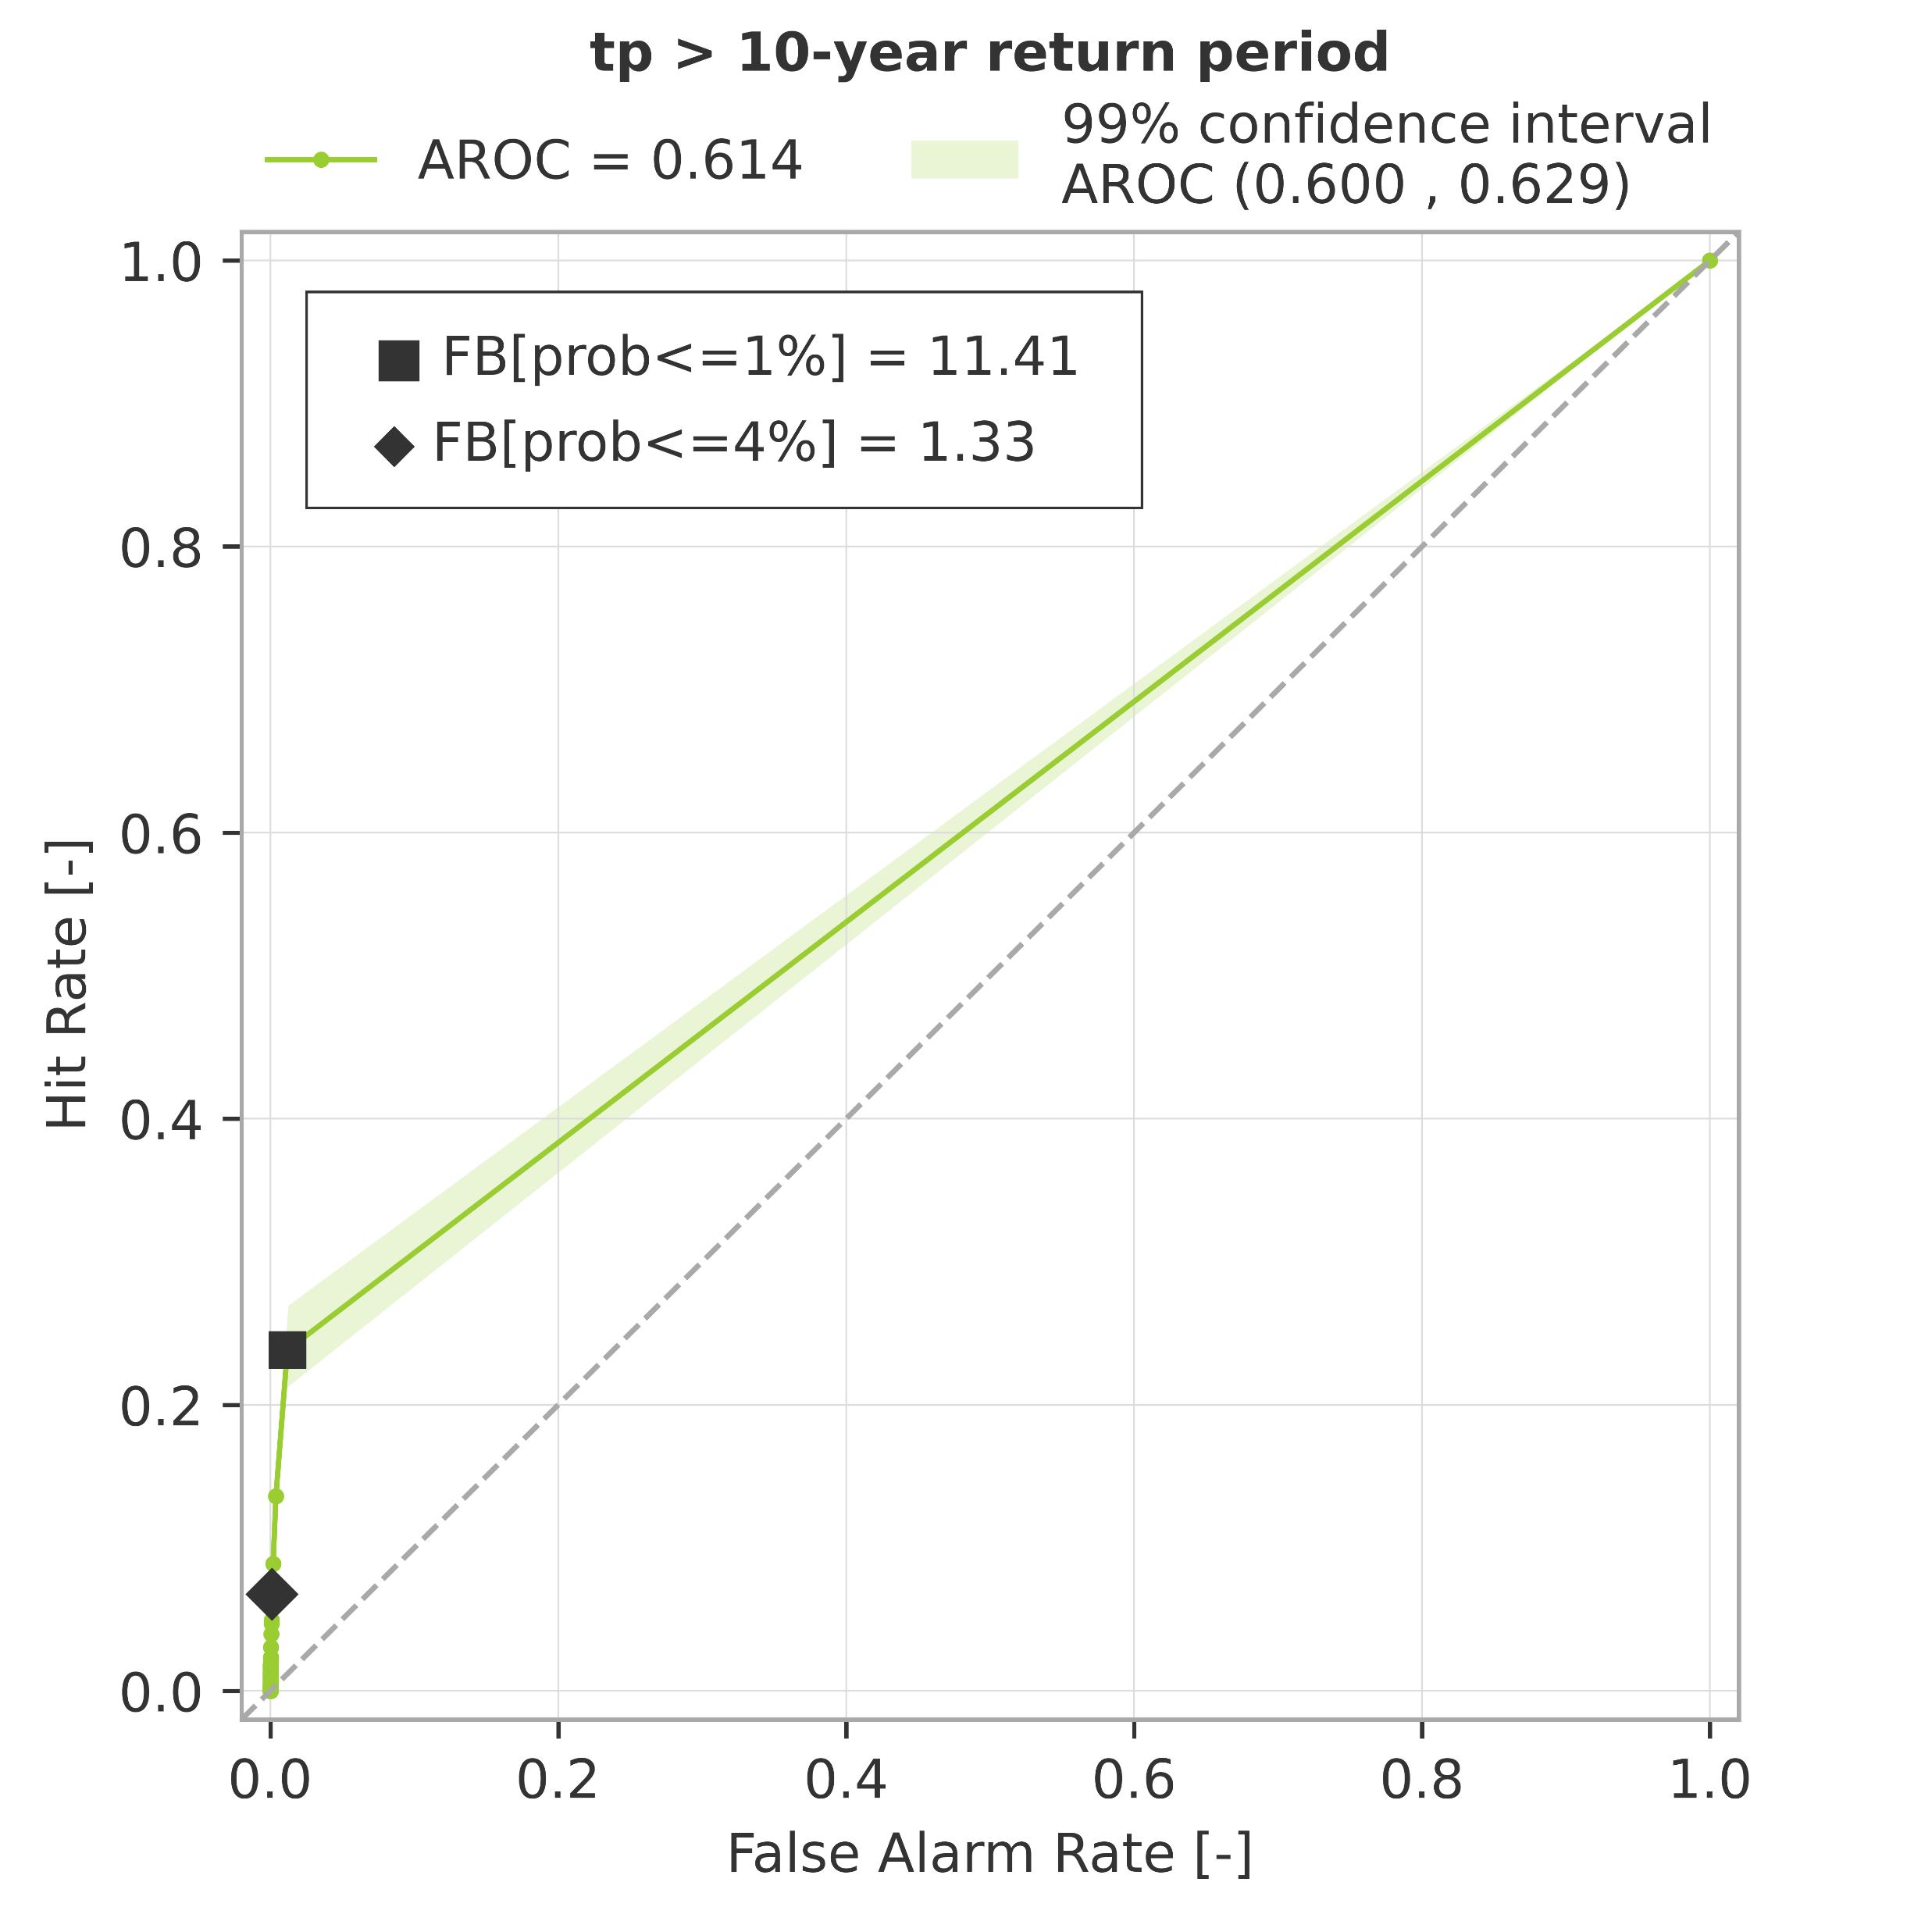 tp > 10-year return period
AROC = 0.614
99% confidence interval
AROC (0.600 , 0.629)
1.0
FB[prob<=1%] = 11.41
FB[prob<=4%] = 1.33
0.8
0.6
0.4
0.2
0.0
Hit Rate [-]
0.0 0.2 0.4 0.6 0.8 1.0
False Alarm Rate [-]